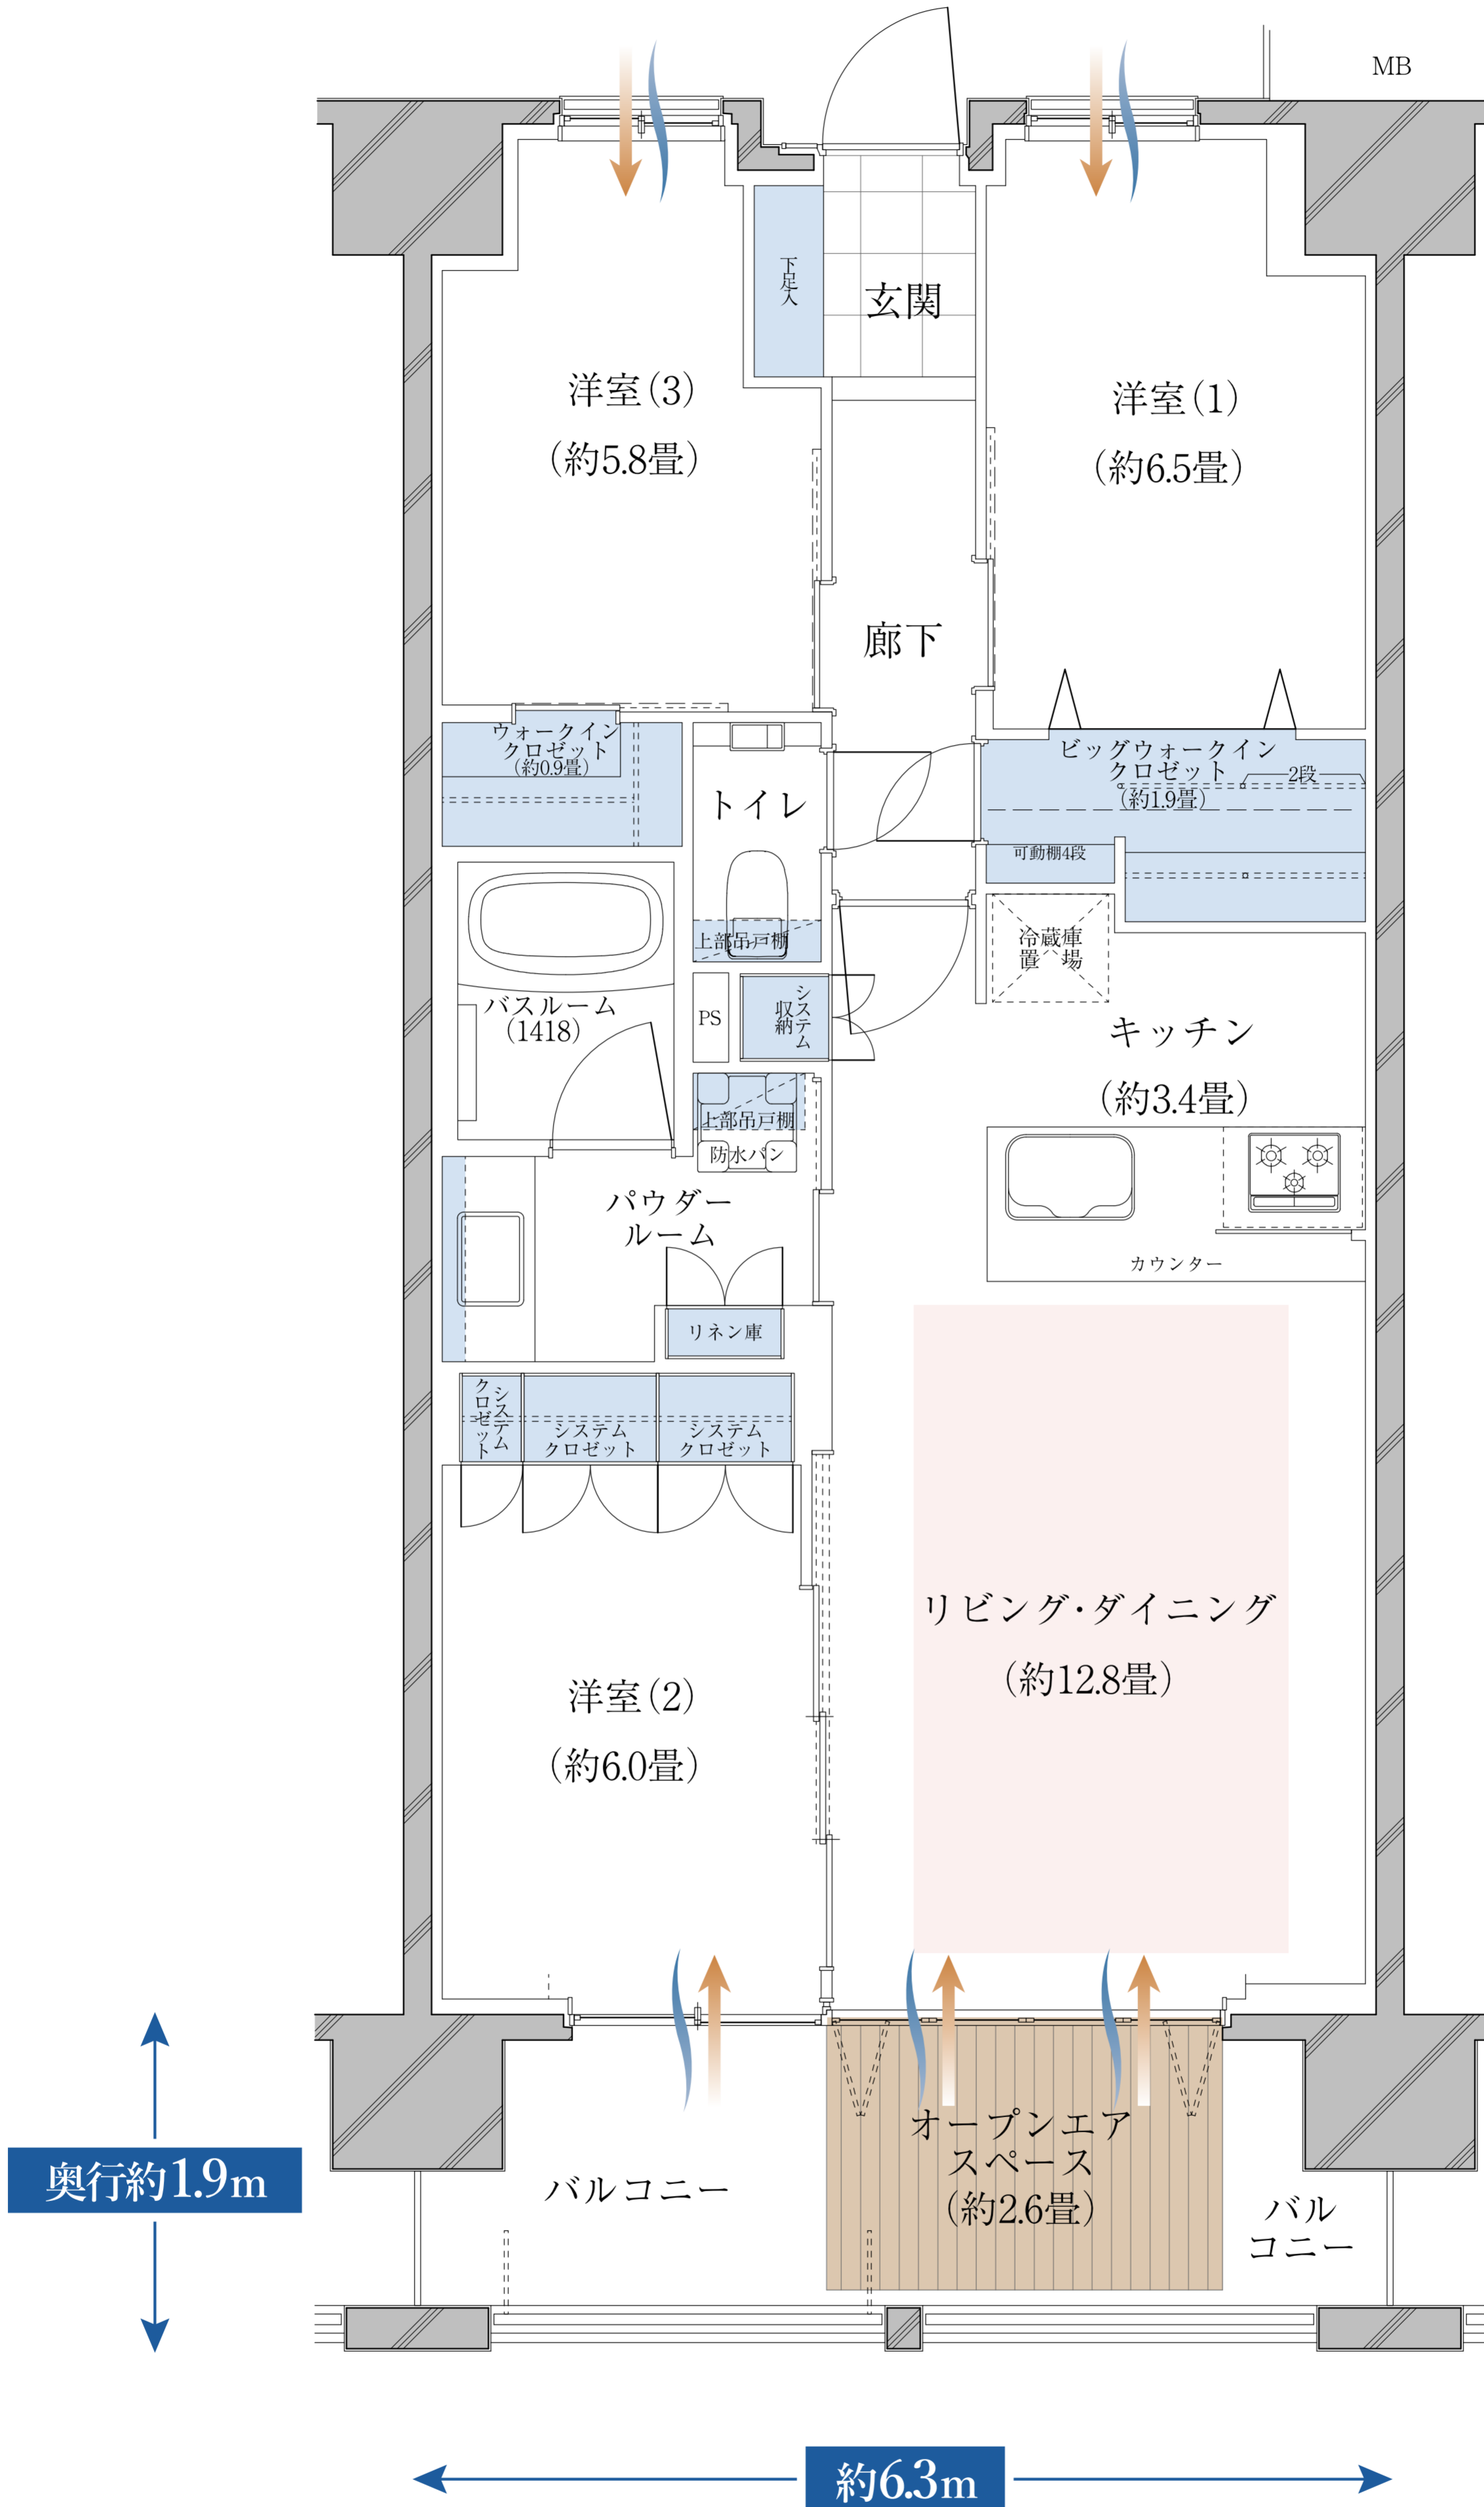 MB
下足入
玄関
洋室(3)
(約5.8畳)
洋室(1)
(約6.5畳)
廊下
ウォークイン
クロゼット
(約0.9畳)
トイレ
ビッグウォークイン
クロゼット
(約1.9畳)
2段
可動棚4段
上部吊戸棚
冷蔵庫
置場
バスルーム
(1418)
PS
システム
収納
キッチン
(約3.4畳)
上部吊戸棚
防水パン
パウダー
ルーム
カウンター
リネン庫
システム
クロゼット
システム
クロゼット
システム
クロゼット
リビング・ダイニング
(約12.8畳)
洋室(2)
(約6.0畳)
オープンエア
スペース
(約2.6畳)
バルコニー
バル
コニー
奥行約1.9m
約6.3m